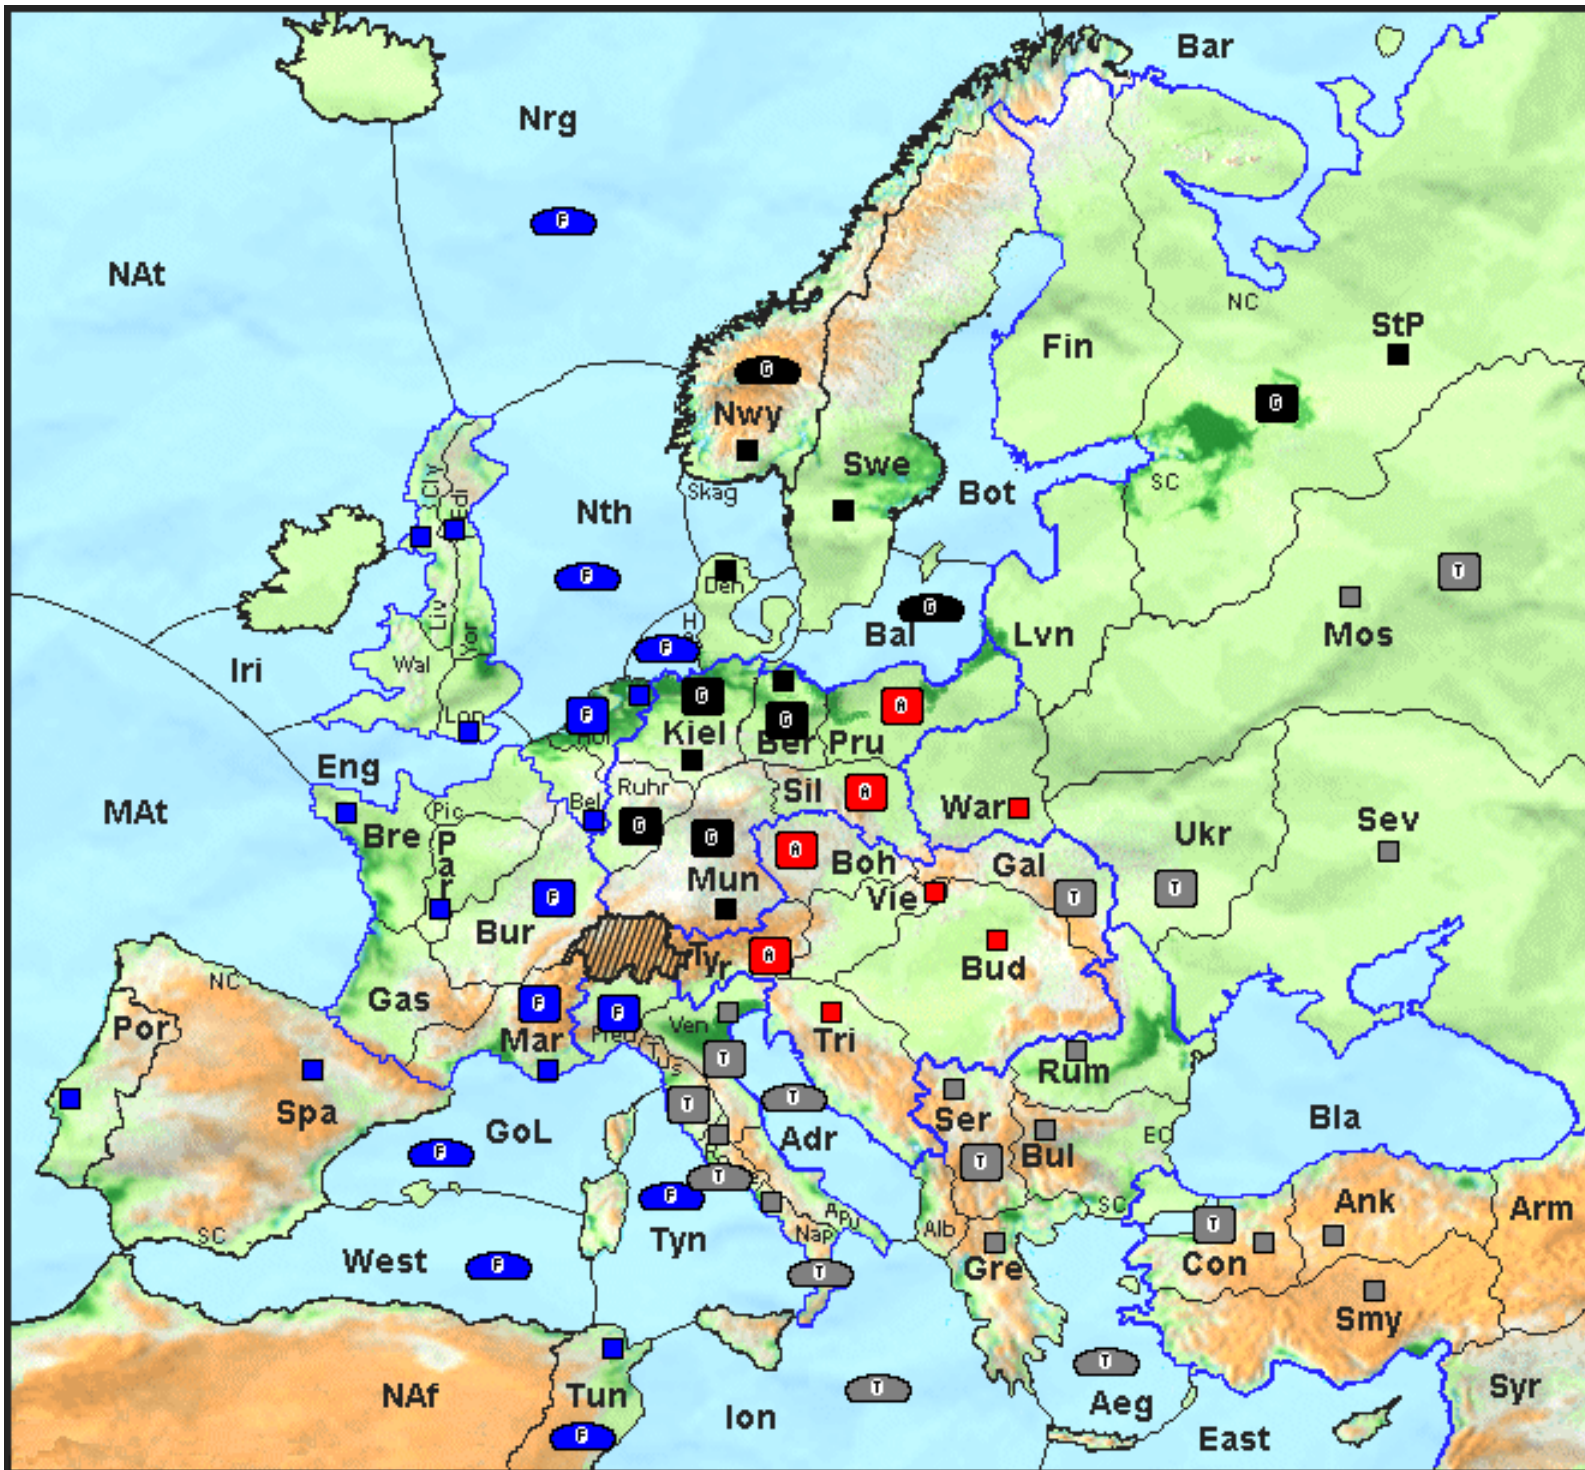 Bar
Nrg
F
NAt
NC
StP
Fin
G
G
Nwy
Swe
SC
Cly
Edi
Skag
Bot
Nth
T
F
Den
G
Mos
H
Bal
Lvn
Liv
Yor
F
Wal
Iri
G
A
F
Lon
Kiel
G
Ber
Pru
Hol
Eng
Ruhr
Sil
A
War
MAt
Pic
Bel
Sev
Bre
Par
G
G
Ukr
A
Boh
Gal
Mun
Vie
T
T
F
Bur
Tyr
A
Bud
NC
Gas
F
F
Por
Mar
Pied
Ven
Tri
Tus
T
Rum
Spa
T
T
Ser
GoL
Adr
Bla
F
EC
Bul
T
T
F
SC
Ank
Arm
Apu
T
SC
Tyn
Nap
Alb
West
F
T
Gre
Con
Smy
T
NAf
Tun
T
Syr
Ion
Aeg
F
East